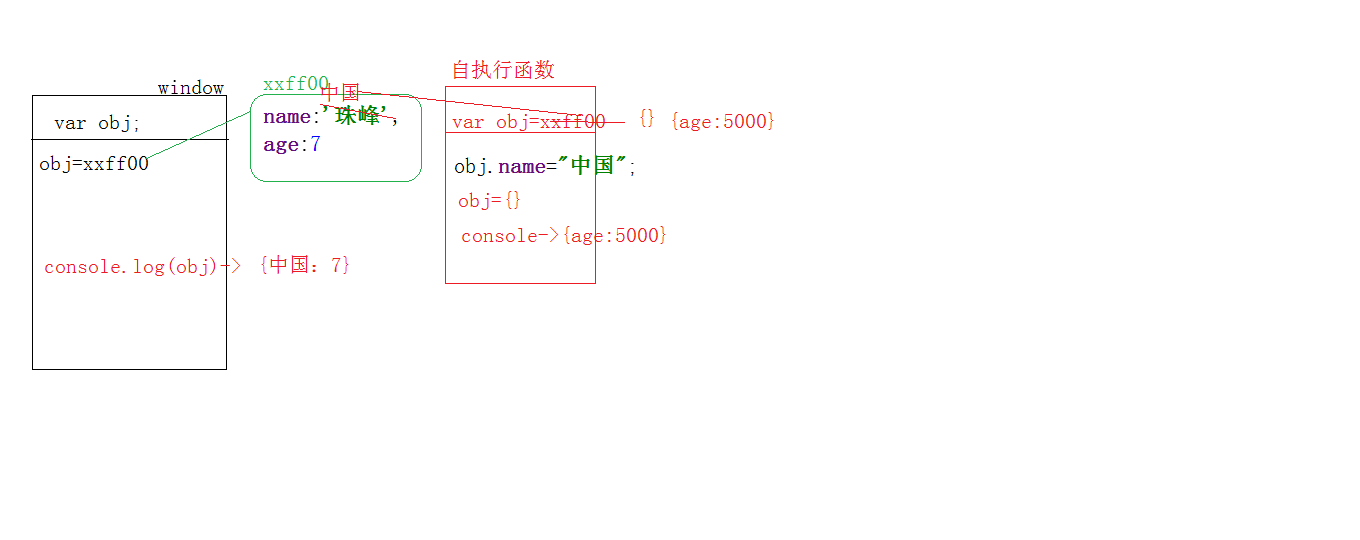 window
var obj;
obj=xxff00
console.log(obj)-> {中国：7}
xxff00
中国
name:'珠峰',
age:7
自执行函数
var obj=xxff00 {} {age:5000}
obj.name="中国";
obj={}
console->{age:5000}